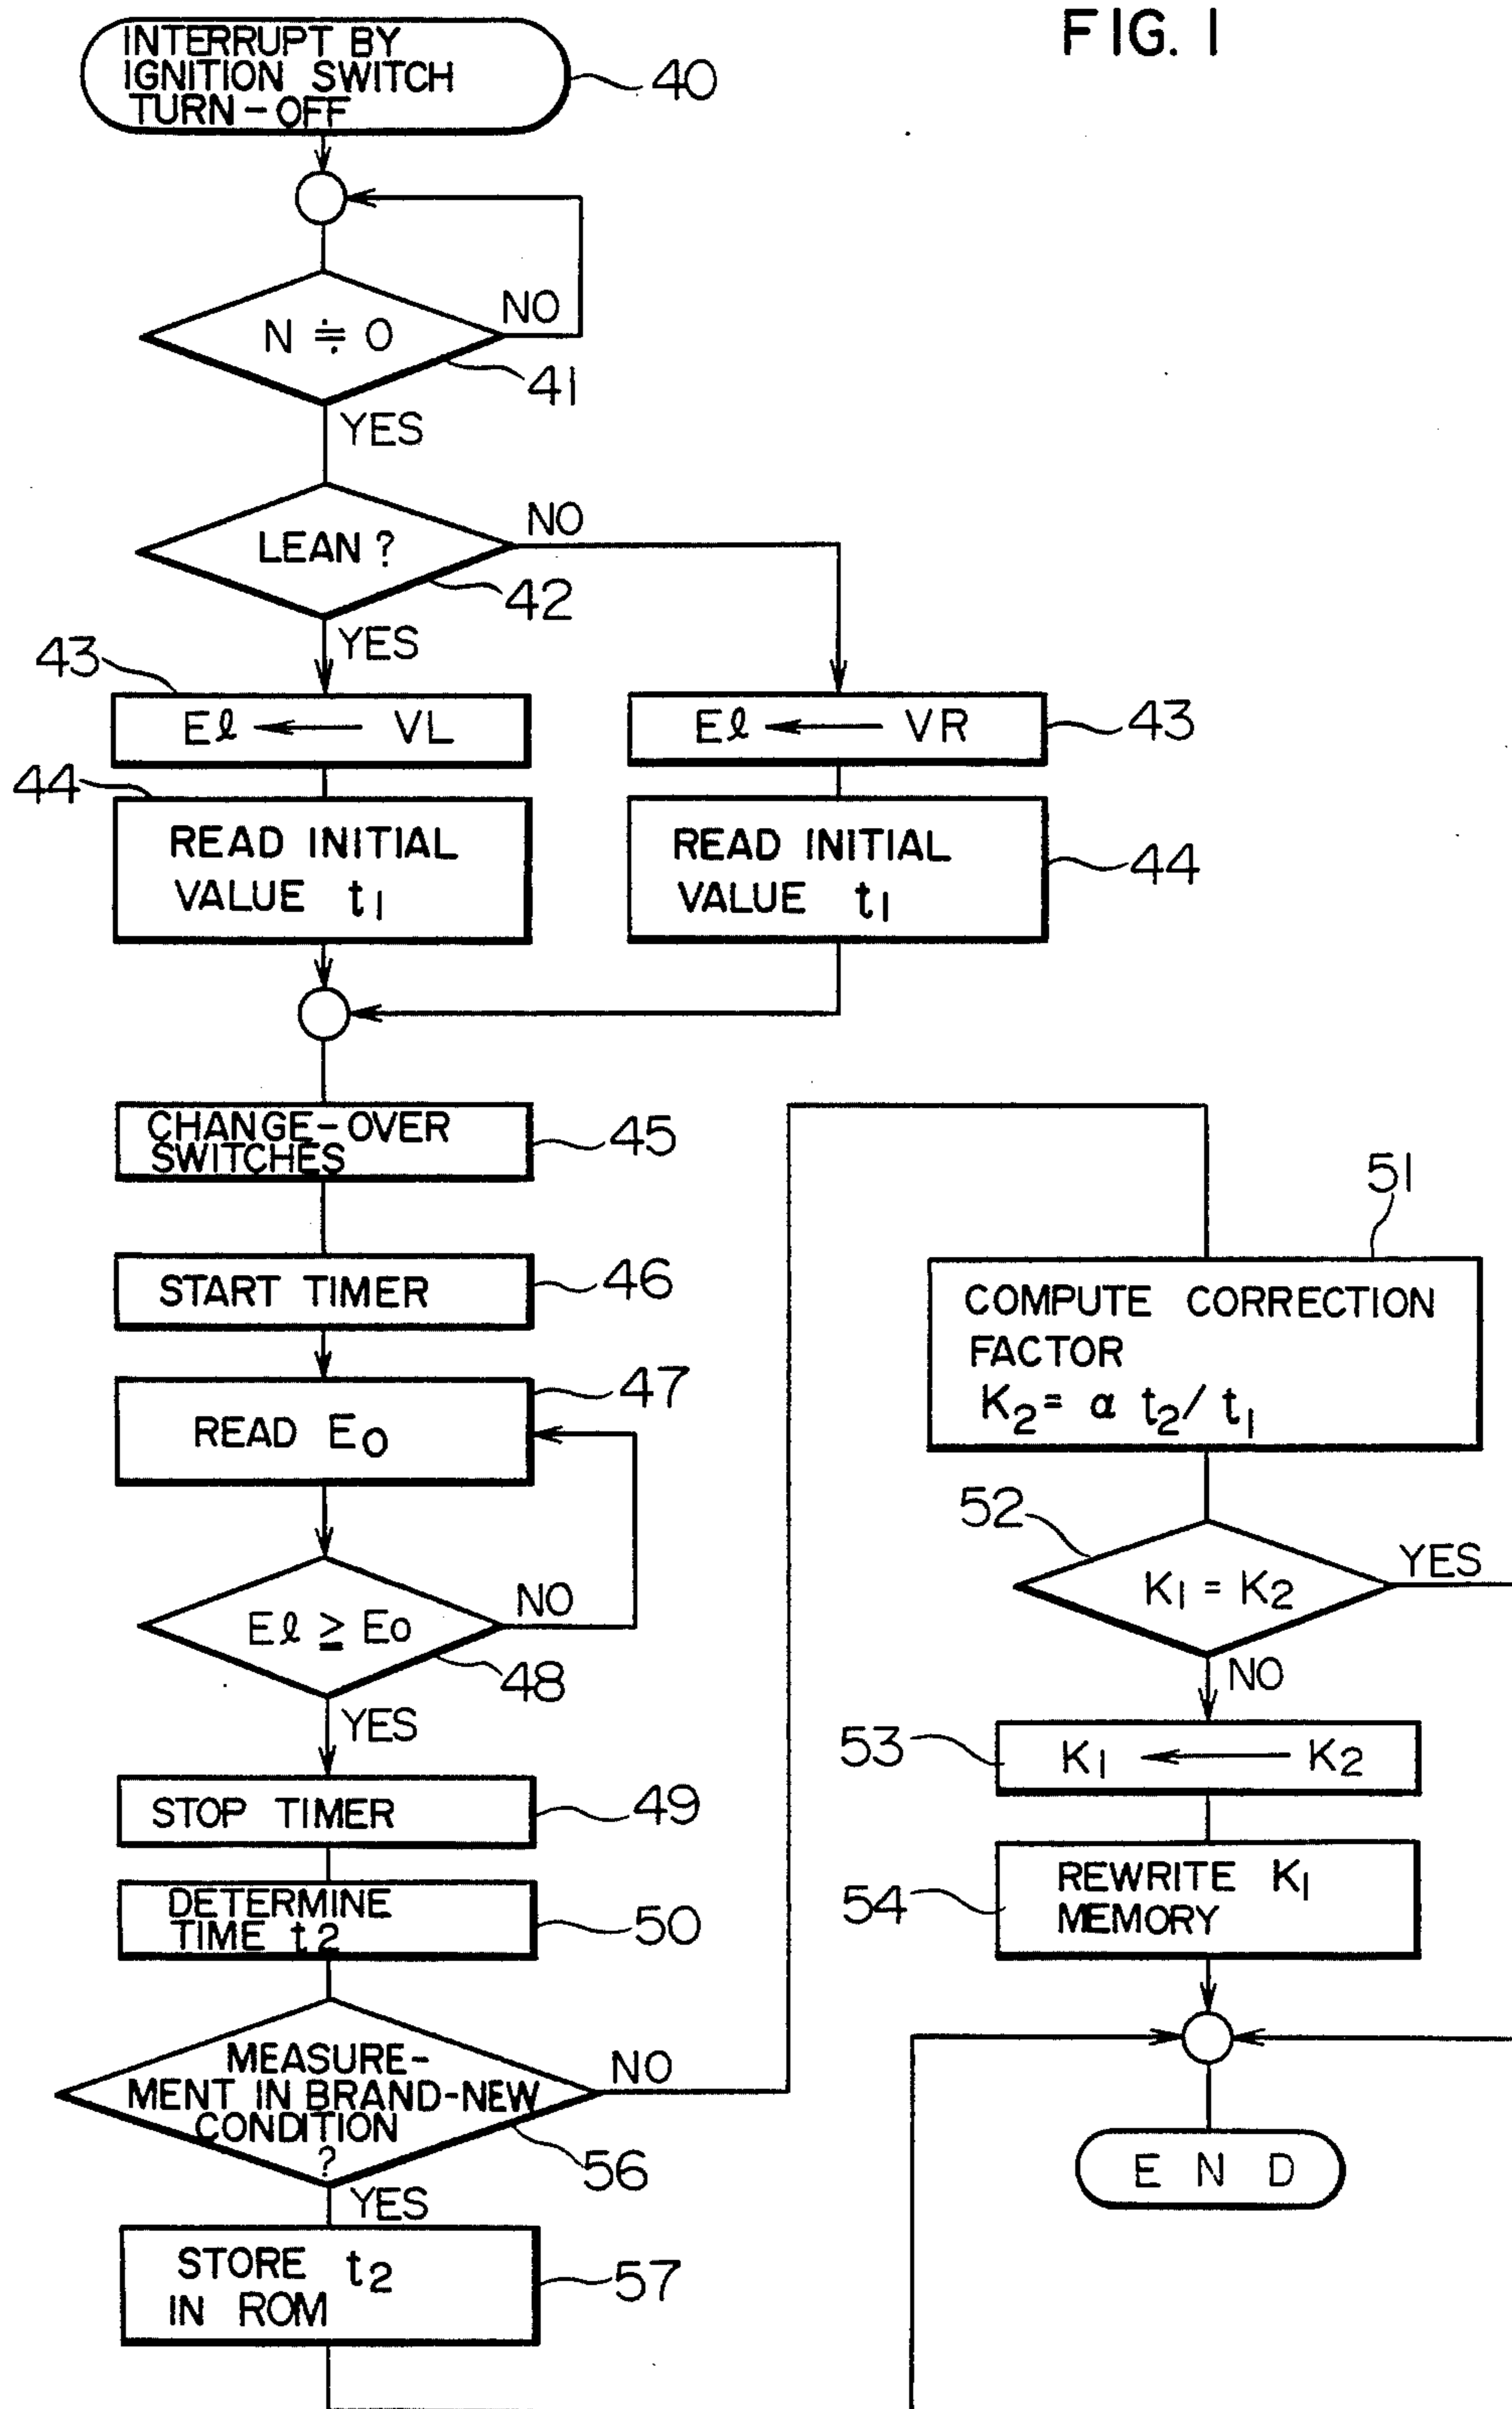 FIG. 1
INTERRUPT BY
IGNITION SWITCH
TURN-OFF
40
N ≒ 0
NO
41
YES
LEAN?
NO
42
YES
43
Eℓ ← VL
Eℓ ← VR
43
44
READ INITIAL
VALUE t1
READ INITIAL
VALUE t1
44
CHANGE-OVER
SWITCHES
45
START TIMER
46
READ EO
47
Eℓ ≥ EO
NO
48
YES
STOP TIMER
49
DETERMINE
TIME t2
50
MEASURE-
MENT IN BRAND-NEW
CONDITION
?
NO
56
YES
STORE t2
IN ROM
57
51
COMPUTE CORRECTION
FACTOR
K2 = α t2 / t1
52
K1 = K2
YES
NO
53
K1 ← K2
54
REWRITE K1
MEMORY
END